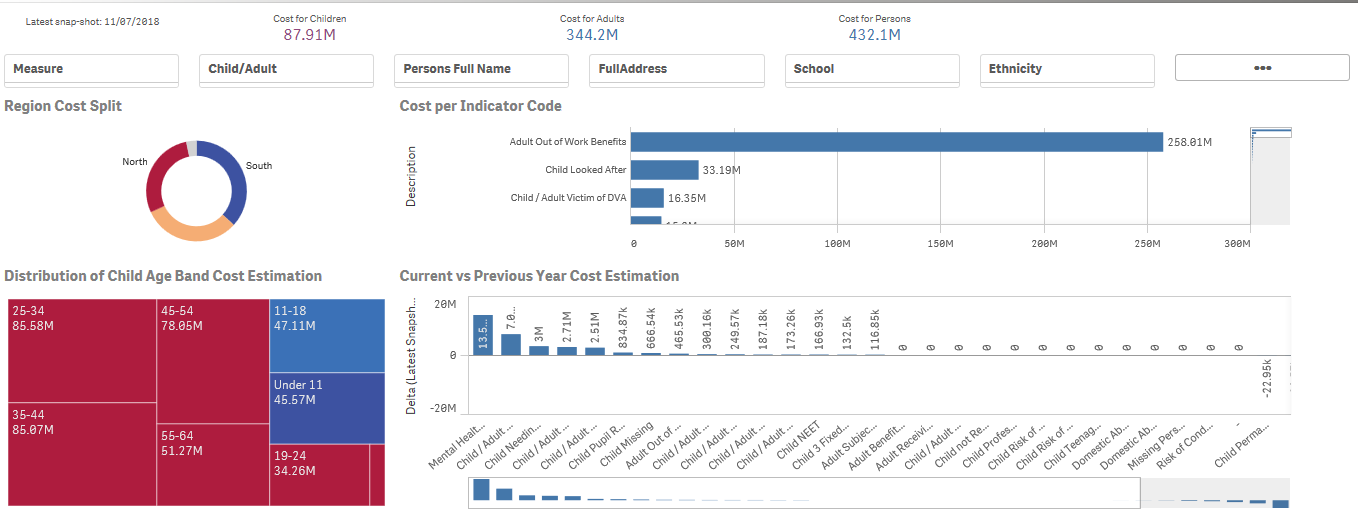 Latest snap-shot: 11/07/2018
Cost for Children
87.91M
Cost for Adults
344.2M
Cost for Persons
432.1M
Measure
Child/Adult
Persons Full Name
FullAddress
School
Ethnicity
•••
Region Cost Split
North
South
Cost per Indicator Code
Description
Adult Out of Work Benefits
258.01M
Child Looked After
33.19M
Child / Adult Victim of DVA
16.35M
0 50M 100M 150M 200M 250M 300M
Distribution of Child Age Band Cost Estimation
25-34
85.58M
45-54
78.05M
11-18
47.11M
Under 11
45.57M
35-44
85.07M
55-64
51.27M
19-24
34.26M
Current vs Previous Year Cost Estimation
Delta (Latest Snapsh...
20M
0
-20M
13.5...
7.0...
3M
2.71M
2.51M
834.87k
666.54k
465.53k
300.16k
249.57k
187.18k
173.26k
166.93k
132.5k
116.85k
0 0 0 0 0 0 0 0 0 0 0 0 0
-22.95k
Mental Healt...
Child / Adult ...
Child Needin...
Child / Adult ...
Child / Adult ...
Child Pupil R...
Child Missing
Adult Out of ...
Child / Adult ...
Child / Adult ...
Child / Adult ...
Child / Adult ...
Child NEET
Child 3 Fixed...
Adult Subjec...
Adult Benefit...
Adult Receivi...
Child / Adult ...
Child not Re...
Child Profes...
Child Risk of ...
Child Risk of ...
Child Teenag...
Domestic Ab...
Domestic Ab...
Missing Pers...
Risk of Cond...
-
Child Perma...